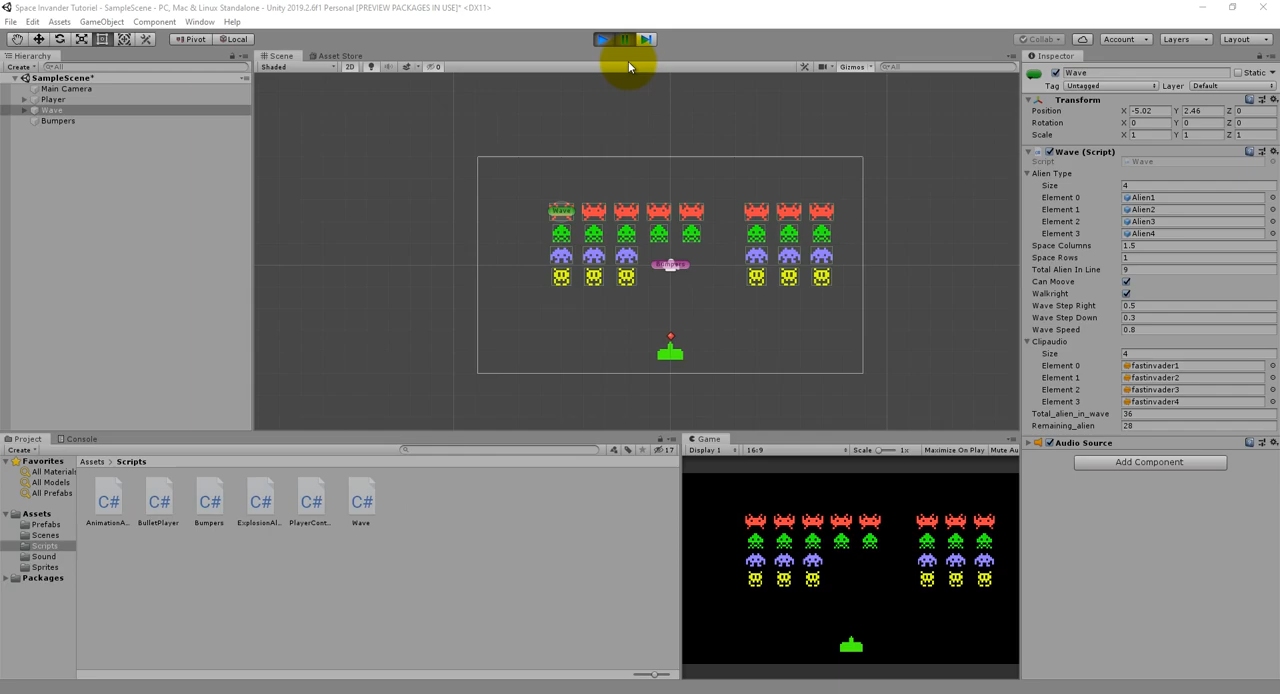 Space Invander Tutoriel - SampleScene - PC, Mac & Linux Standalone - Unity 2019.2.6f1 Personal [PREVIEW PACKAGES IN USE]* <DX11>
File Edit Assets GameObject Component Window Help
Pivot Local Collab Account Layers Layout
Hierarchy Scene Asset Store Inspector
Create All Shaded 2D 0 Gizmos All
Wave Static
SampleScene*
Main Camera
Player
Wave
Bumpers
Tag Untagged Layer Default
Transform
Position X -5.02 Y 2.46 Z 0
Rotation X 0 Y 0 Z 0
Scale X 1 Y 1 Z 1
Wave (Script)
Script Wave
Alien Type
Size 4
Element 0 Alien1
Element 1 Alien2
Element 2 Alien3
Element 3 Alien4
Space Columns 1.5
Space Rows 1
Total Alien In Line 9
Can Moove
Walkright
Wave Step Right 0.5
Wave Step Down 0.3
Wave Speed 0.8
Clipaudio
Size 4
Element 0 fastinvader1
Element 1 fastinvader2
Element 2 fastinvader3
Element 3 fastinvader4
Total_alien_in_wave 36
Remaining_alien 28
Audio Source
Add Component
Wave
Bumpers
Project Console
Create 17
Favorites
All Material
All Models
All Prefabs
Assets
Prefabs
Scenes
Scripts
Sound
Sprites
Packages
Assets Scripts
AnimationA... BulletPlayer Bumpers ExplosionAl... PlayerCont... Wave
Game
Display 1 16:9 Scale 1x Maximize On Play Mute Au